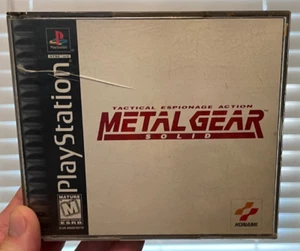 PlayStation
TACTICAL ESPIONAGE ACTION
METAL GEAR
SOLID
MATURE
M
KONAMI